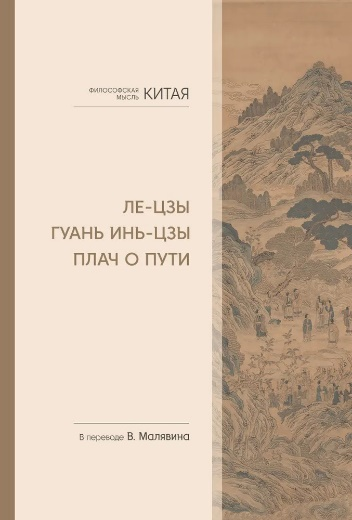 ФИЛОСОФСКАЯ
МЫСЛЬ КИТАЯ
ЛЕ-ЦЗЫ
ГУАНЬ ИНЬ-ЦЗЫ
ПЛАЧ О ПУТИ
В переводе В. Малявина